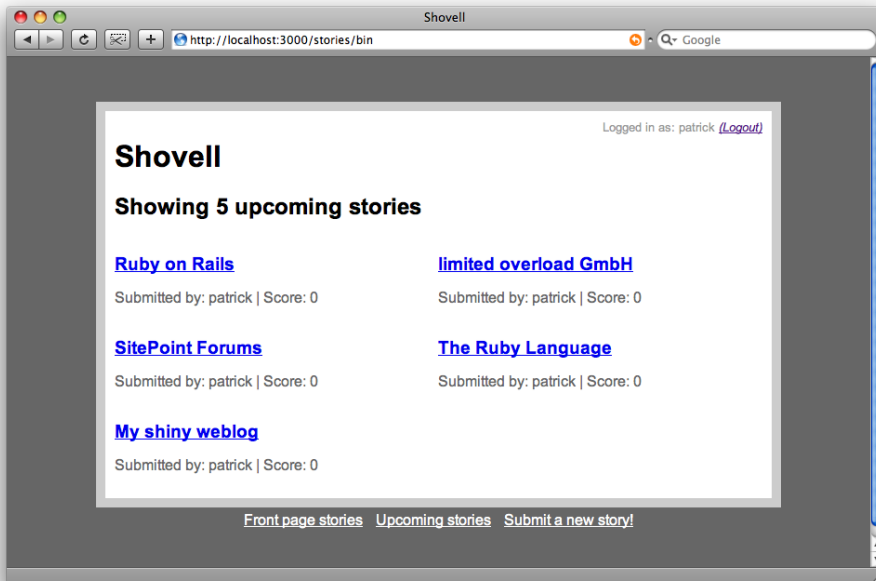 Shovell
http://localhost:3000/stories/bin
Google
Logged in as: patrick (Logout)
Shovell
Showing 5 upcoming stories
Ruby on Rails
Submitted by: patrick | Score: 0
limited overload GmbH
Submitted by: patrick | Score: 0
SitePoint Forums
Submitted by: patrick | Score: 0
The Ruby Language
Submitted by: patrick | Score: 0
My shiny weblog
Submitted by: patrick | Score: 0
Front page stories Upcoming stories Submit a new story!